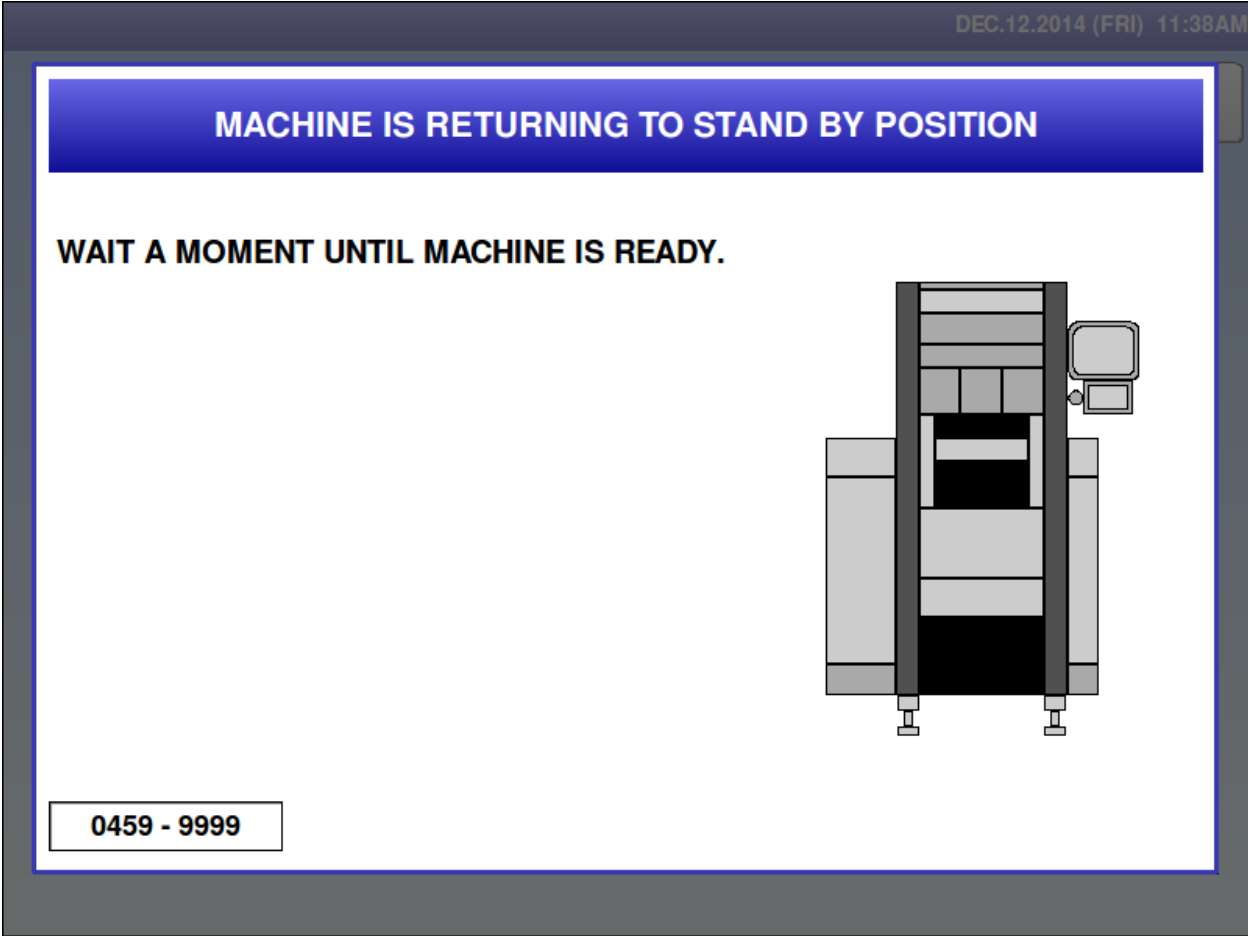 DEC.12.2014 (FRI) 11:38AM
MACHINE IS RETURNING TO STAND BY POSITION
WAIT A MOMENT UNTIL MACHINE IS READY.
0459 - 9999